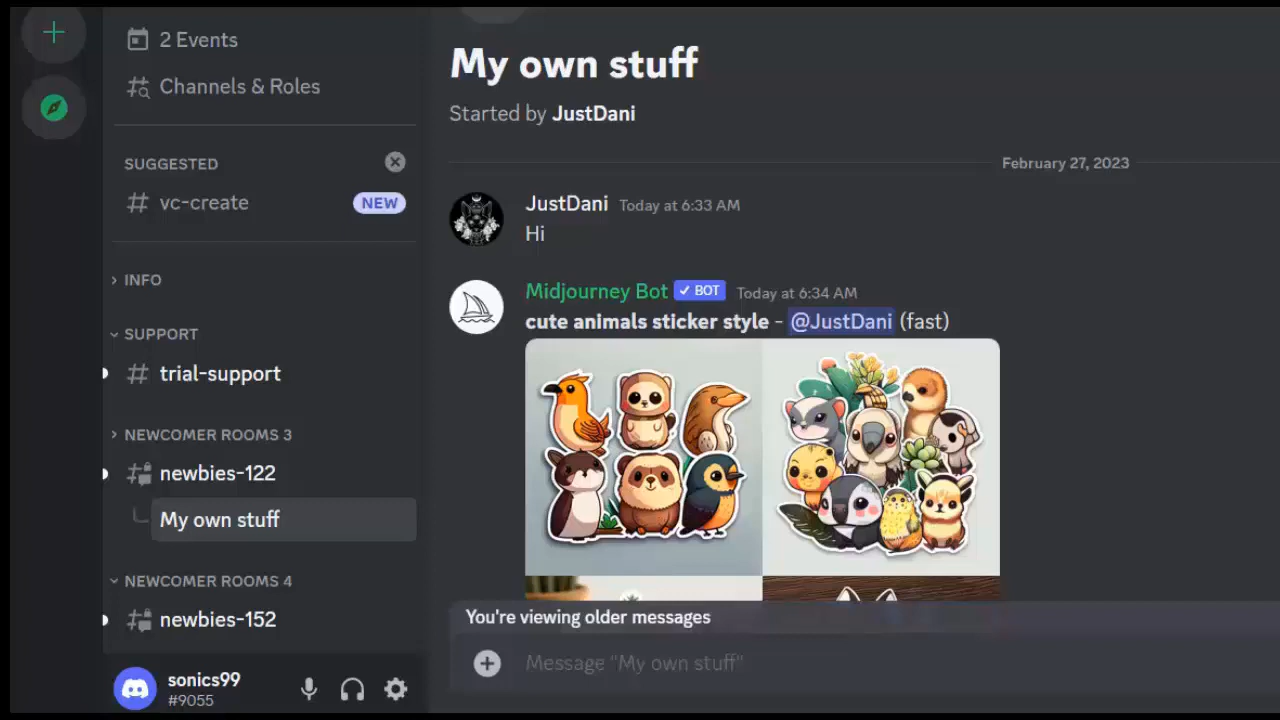 2 Events
Channels & Roles
SUGGESTED
vc-create
NEW
INFO
SUPPORT
trial-support
NEWCOMER ROOMS 3
newbies-122
My own stuff
NEWCOMER ROOMS 4
newbies-152
sonics99
#9055
My own stuff
Started by JustDani
February 27, 2023
JustDani Today at 6:33 AM
Hi
Midjourney Bot ✓ BOT Today at 6:34 AM
cute animals sticker style - @JustDani (fast)
You're viewing older messages
Message "My own stuff"